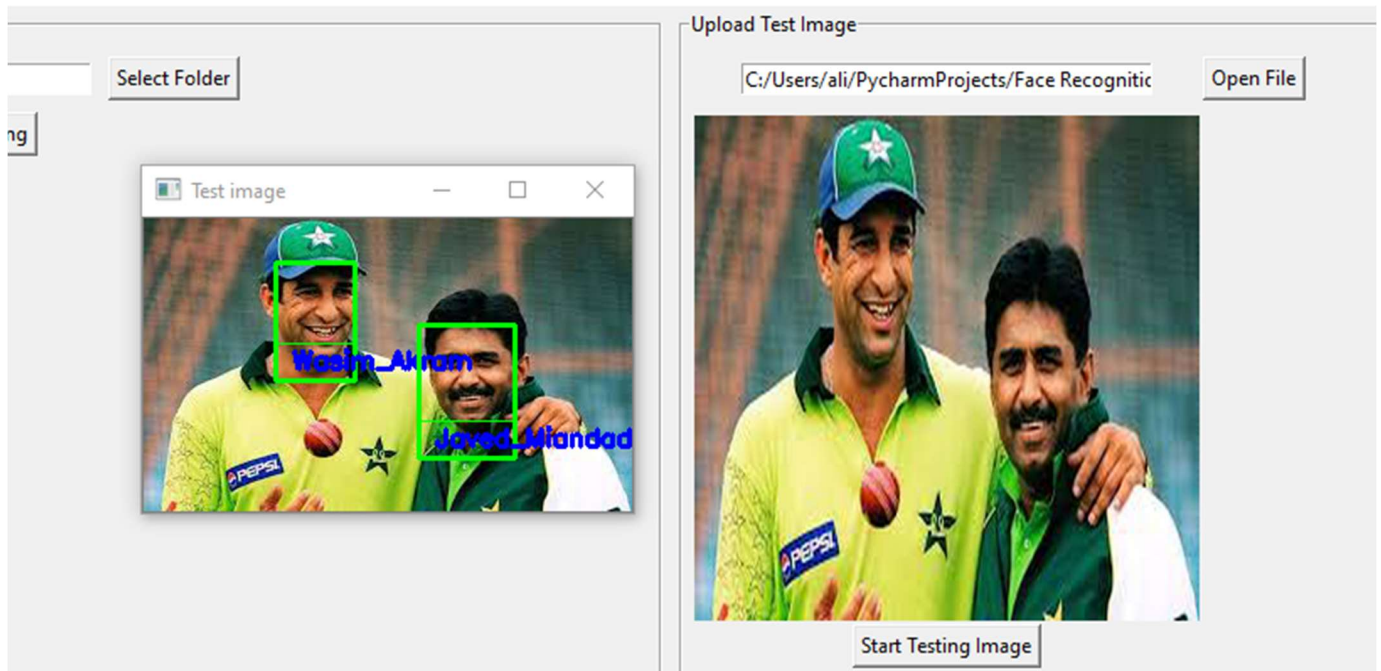 Select Folder
ng
Test image
Wasim_Akram
Javed_Miandad
PEPSI
Upload Test Image
C:/Users/ali/PycharmProjects/Face Recognitic
Open File
PEPSI
Start Testing Image